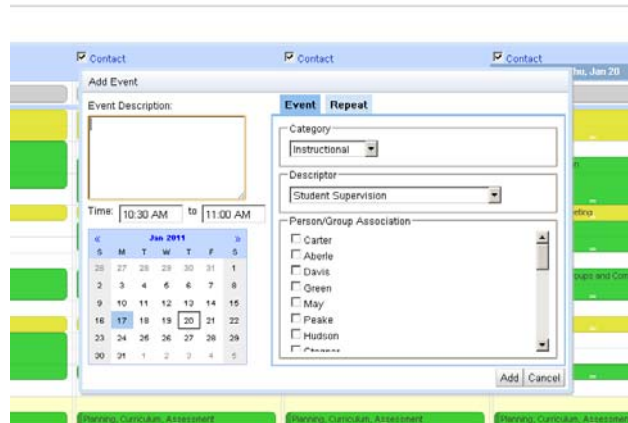 Contact Contact Contact
Thu, Jan 20
Add Event
Event Description:
Event Repeat
Category
Instructional
Descriptor
Student Supervision
Time: 10:30 AM to 11:00 AM
Person/Group Association
Carter
Aberle
Davis
Green
May
Peake
Hudson
« Jan 2011 »
S M T W T F S
26 27 28 29 30 31 1
2 3 4 5 6 7 8
9 10 11 12 13 14 15
16 17 18 19 20 21 22
23 24 25 26 27 28 29
30 31 1 2 3 4 5
Add Cancel
Planning, Curriculum, Assessment Planning, Curriculum, Assessment Planning, Curriculum, Assessment